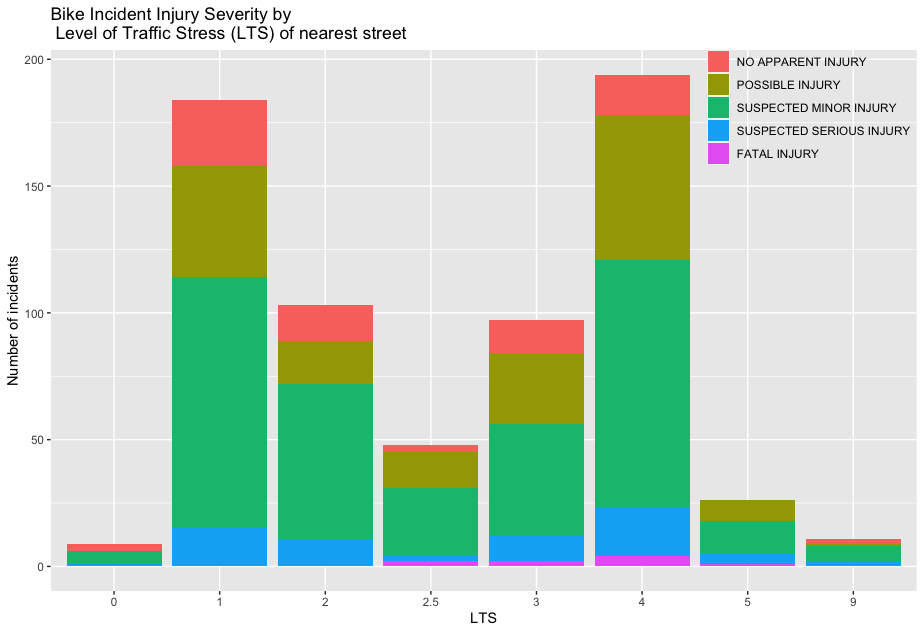 Bike Incident Injury Severity by
Level of Traffic Stress (LTS) of nearest street
NO APPARENT INJURY
POSSIBLE INJURY
SUSPECTED MINOR INJURY
SUSPECTED SERIOUS INJURY
FATAL INJURY
Number of incidents
200
150
100
50
0
0 1 2 2.5 3 4 5 9
LTS